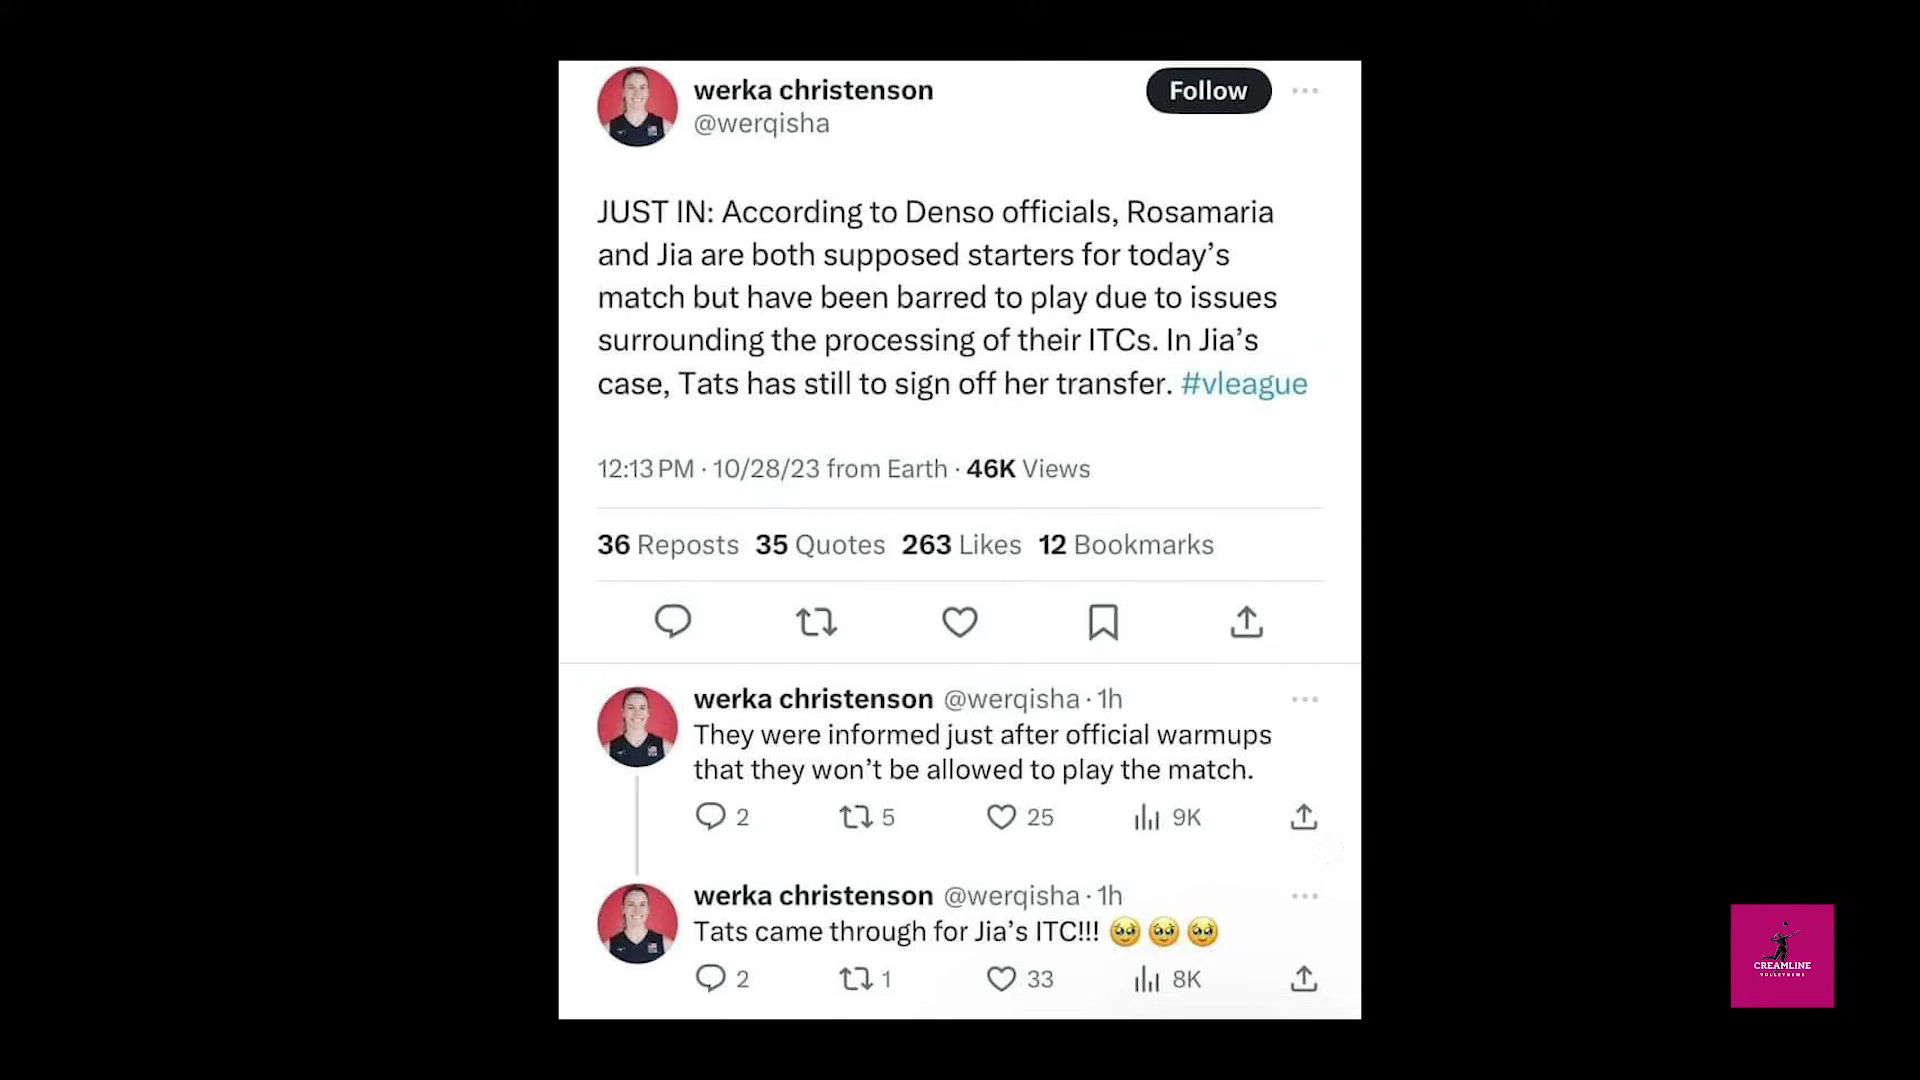 werka christenson
@werqisha
Follow
JUST IN: According to Denso officials, Rosamaria
and Jia are both supposed starters for today’s
match but have been barred to play due to issues
surrounding the processing of their ITCs. In Jia’s
case, Tats has still to sign off her transfer. #vleague
12:13 PM · 10/28/23 from Earth · 46K Views
36 Reposts 35 Quotes 263 Likes 12 Bookmarks
werka christenson @werqisha · 1h
They were informed just after official warmups
that they won’t be allowed to play the match.
2 5 25 9K
werka christenson @werqisha · 1h
Tats came through for Jia’s ITC!!! 🥹🥹🥹
2 1 33 8K
CREAMLINE
VOLLEYNEWS